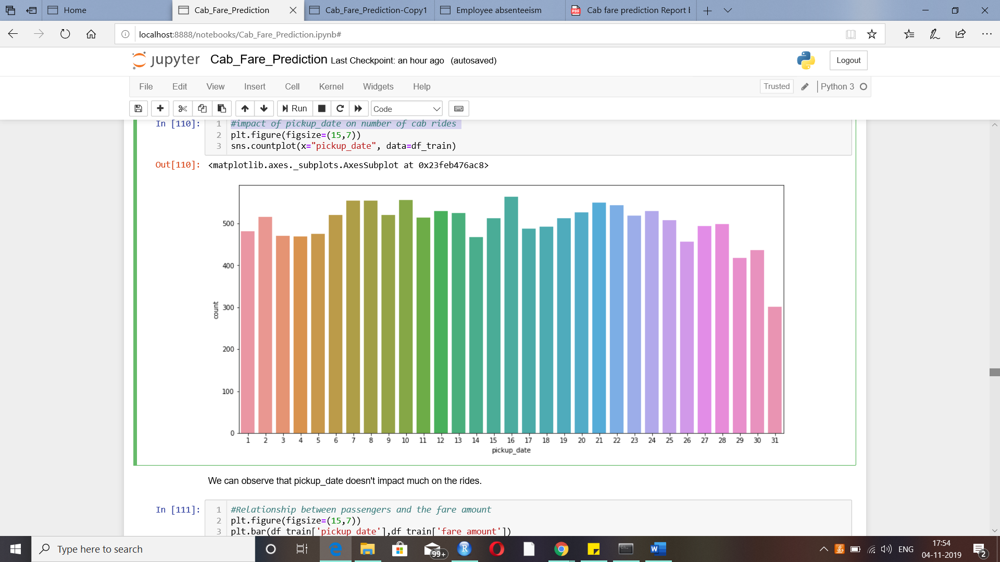 Home
Cab_Fare_Prediction
Cab_Fare_Prediction-Copy1
Employee absenteeism
PDF
Cab fare prediction Report b
localhost:8888/notebooks/Cab_Fare_Prediction.ipynb#
jupyter Cab_Fare_Prediction Last Checkpoint: an hour ago (autosaved)
Logout
File Edit View Insert Cell Kernel Widgets Help
Trusted Python 3
Run Code
In [110]: 1 #impact of pickup_date on number of cab rides
2 plt.figure(figsize=(15,7))
3 sns.countplot(x="pickup_date", data=df_train)
Out[110]: <matplotlib.axes._subplots.AxesSubplot at 0x23feb476ac8>
500
400
300
200
100
0
count
1 2 3 4 5 6 7 8 9 10 11 12 13 14 15 16 17 18 19 20 21 22 23 24 25 26 27 28 29 30 31
pickup_date
We can observe that pickup_date doesn't impact much on the rides.
In [111]: 1 #Relationship between passengers and the fare amount
2 plt.figure(figsize=(15,7))
3 plt.bar(df_train['pickup_date'],df_train['fare_amount'])
Type here to search
99+
R
W
ENG
17:54
04-11-2019
2